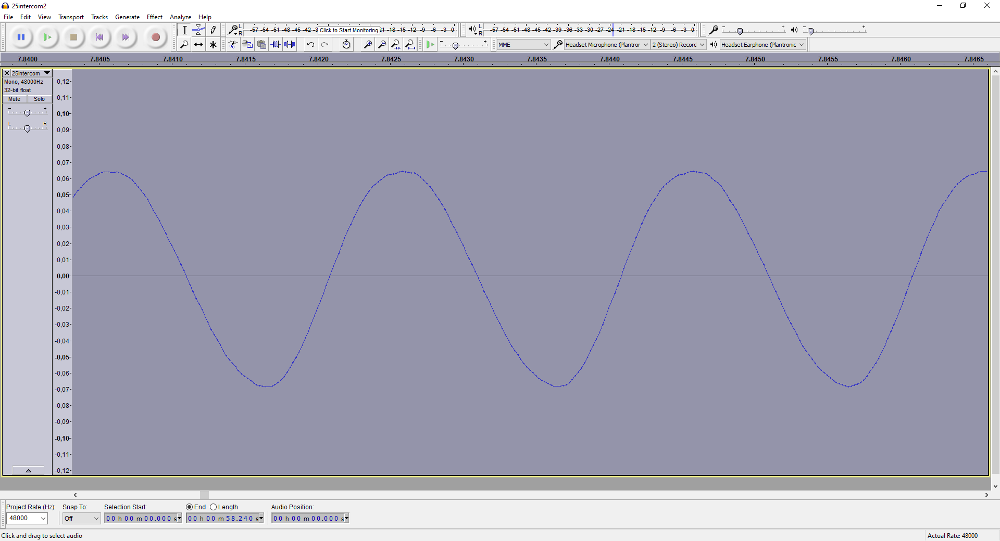 25intercom2
File Edit View Transport Tracks Generate Effect Analyze Help
L
R
-57 -54 -51 -48 -45 -42 -3
Click to Start Monitoring
21 -18 -15 -12 -9 -6 -3 0
L
R
-57 -54 -51 -48 -45 -42 -39 -36 -33 -30 -27 -24 -21 -18 -15 -12 -9 -6 -3 0
- +
- +
- +
MME
Headset Microphone (Plantror
2 (Stereo) Record
Headset Earphone (Plantronic
7.8400 7.8405 7.8410 7.8415 7.8420 7.8425 7.8430 7.8435 7.8440 7.8445 7.8450 7.8455 7.8460 7.8465
25intercom
Mono, 48000Hz
32-bit float
Mute Solo
- +
L R
0,12
0,11
0,10
0,09
0,08
0,07
0,06
0,05
0,04
0,03
0,02
0,01
0,00
-0,01
-0,02
-0,03
-0,04
-0,05
-0,06
-0,07
-0,08
-0,09
-0,10
-0,11
-0,12
Project Rate (Hz): Snap To: Selection Start: End Length Audio Position:
48000 Off 00 h 00 m 00.000 s 00 h 00 m 58.240 s 00 h 00 m 00.000 s
Click and drag to select audio
Actual Rate: 48000